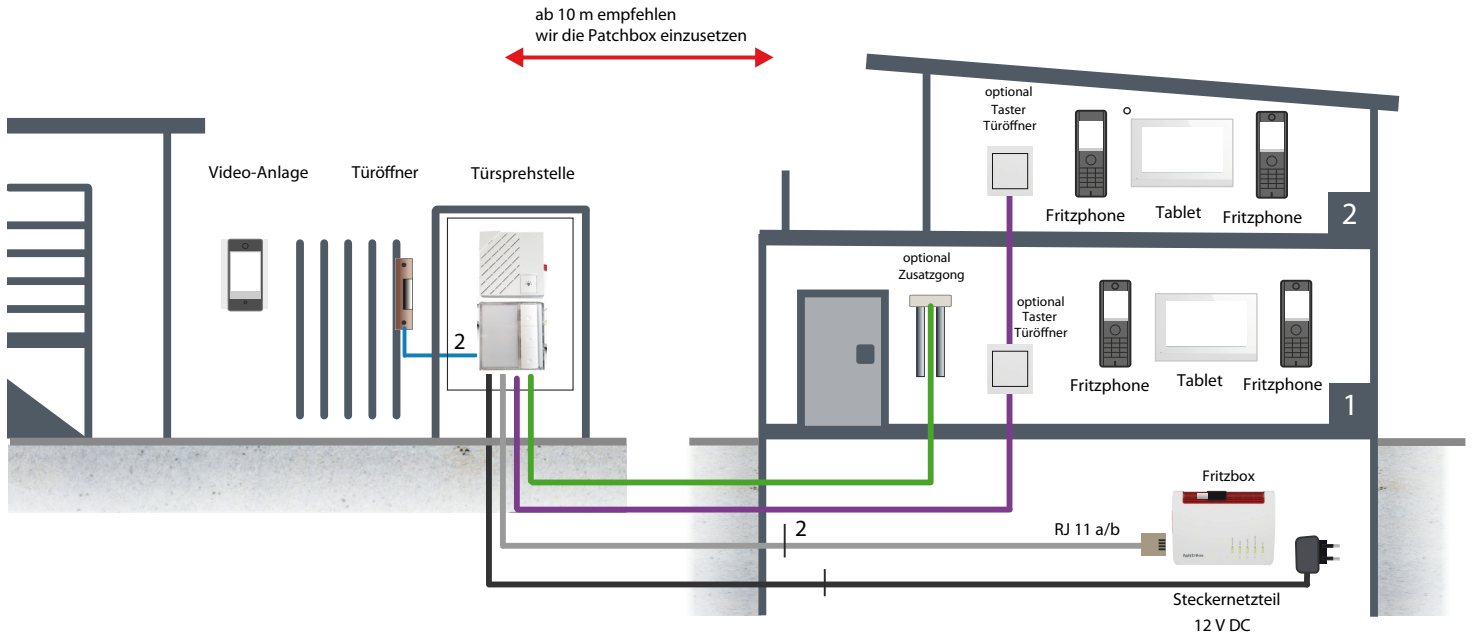 ab 10 m empfehlen
wir die Patchbox einzusetzen
optional
Taster
Türöffner
Video-Anlage
Türöffner
Türsprehstelle
Fritzphone
Tablet
Fritzphone
2
optional
Zusatzgong
optional
Taster
Türöffner
2
Fritzphone
Tablet
Fritzphone
1
Fritzbox
2
RJ 11 a/b
Steckernetzteil
12 V DC